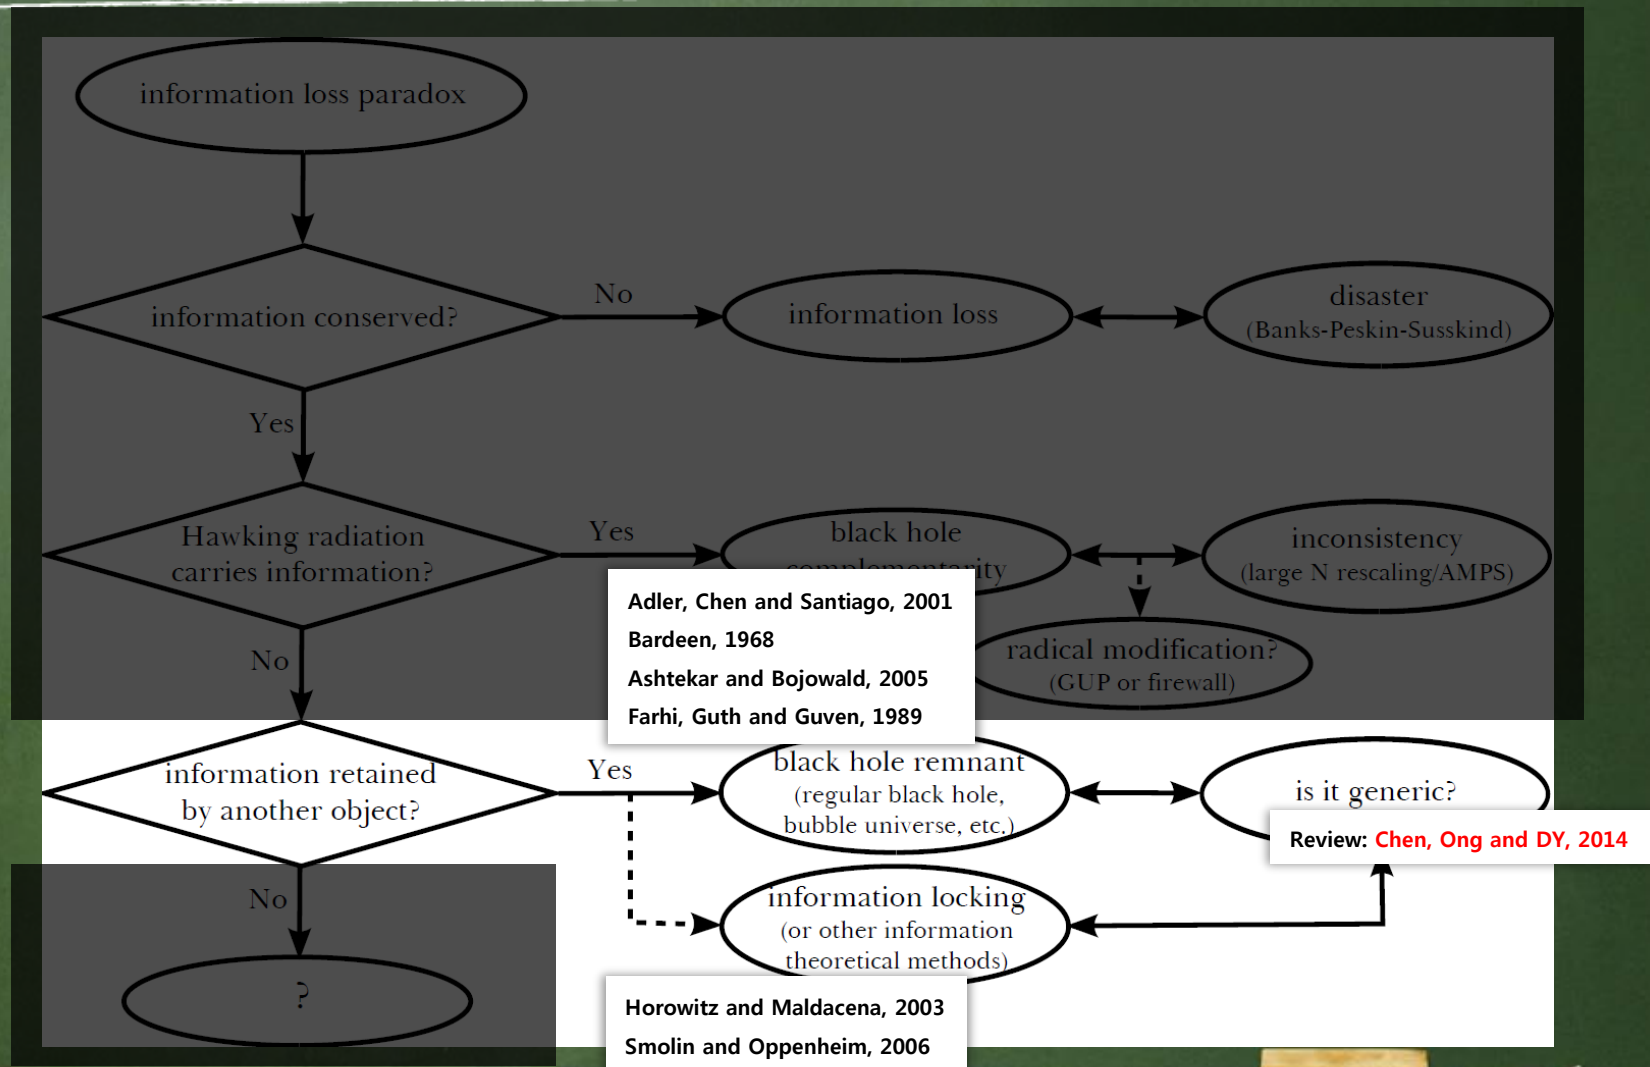 information loss paradox
information conserved?
No
information loss
disaster
(Banks-Peskin-Susskind)
Yes
Hawking radiation
carries information?
Yes
black hole
complementarity
inconsistency
(large N rescaling/AMPS)
radical modification?
(GUP or firewall)
Adler, Chen and Santiago, 2001
Bardeen, 1968
Ashtekar and Bojowald, 2005
Farhi, Guth and Guven, 1989
No
information retained
by another object?
Yes
black hole remnant
(regular black hole,
bubble universe, etc.)
is it generic?
Review: Chen, Ong and DY, 2014
information locking
(or other information
theoretical methods)
No
?
Horowitz and Maldacena, 2003
Smolin and Oppenheim, 2006